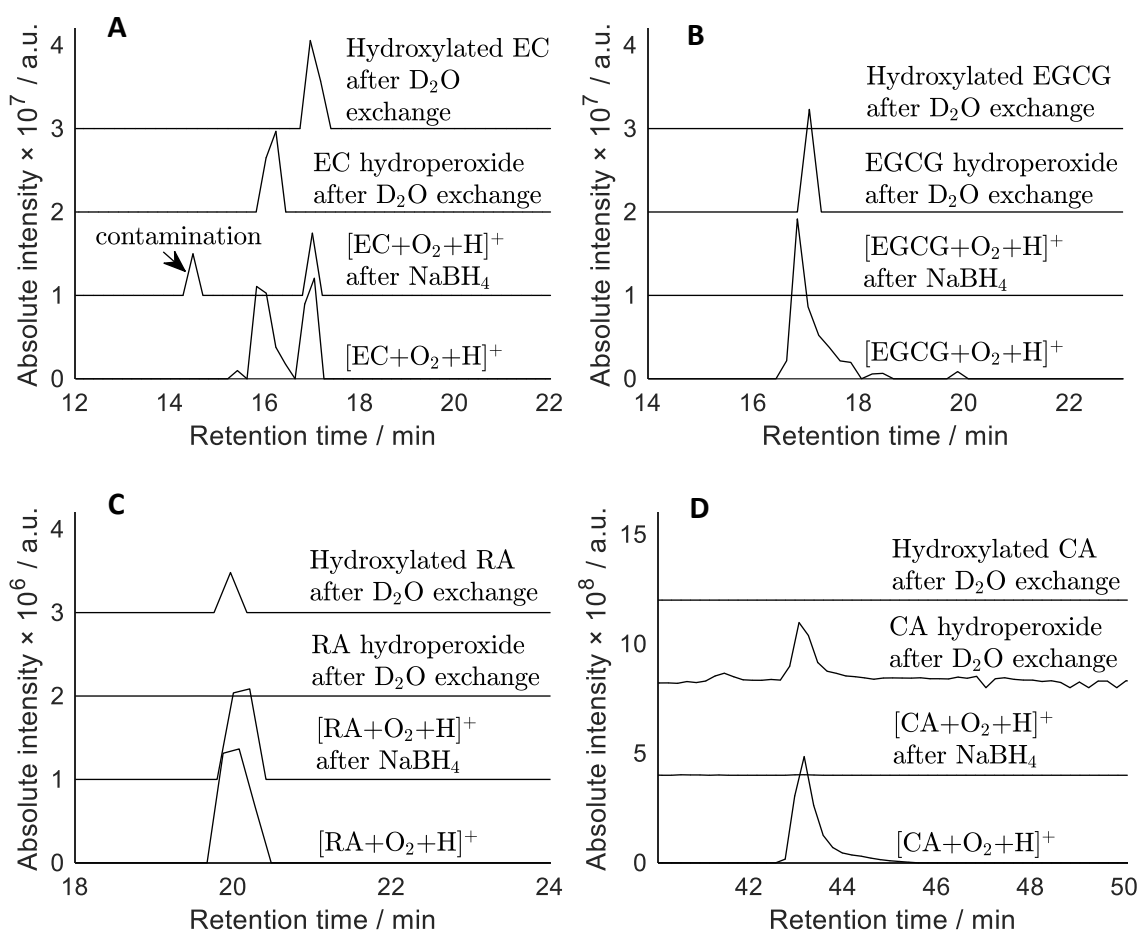 A
Absolute intensity × 10⁷ / a.u.
4
3
2
1
0
Hydroxylated EC
after D₂O
exchange
EC hydroperoxide
after D₂O exchange
contamination
[EC+O₂+H]⁺
after NaBH₄
[EC+O₂+H]⁺
12 14 16 18 20 22
Retention time / min
B
Absolute intensity × 10⁷ / a.u.
4
3
2
1
0
Hydroxylated EGCG
after D₂O exchange
EGCG hydroperoxide
after D₂O exchange
[EGCG+O₂+H]⁺
after NaBH₄
[EGCG+O₂+H]⁺
14 16 18 20 22
Retention time / min
C
Absolute intensity × 10⁶ / a.u.
4
3
2
1
0
Hydroxylated RA
after D₂O exchange
RA hydroperoxide
after D₂O exchange
[RA+O₂+H]⁺
after NaBH₄
[RA+O₂+H]⁺
18 20 22 24
Retention time / min
D
Absolute intensity × 10⁸ / a.u.
15
10
5
0
Hydroxylated CA
after D₂O exchange
CA hydroperoxide
after D₂O exchange
[CA+O₂+H]⁺
after NaBH₄
[CA+O₂+H]⁺
42 44 46 48 50
Retention time / min